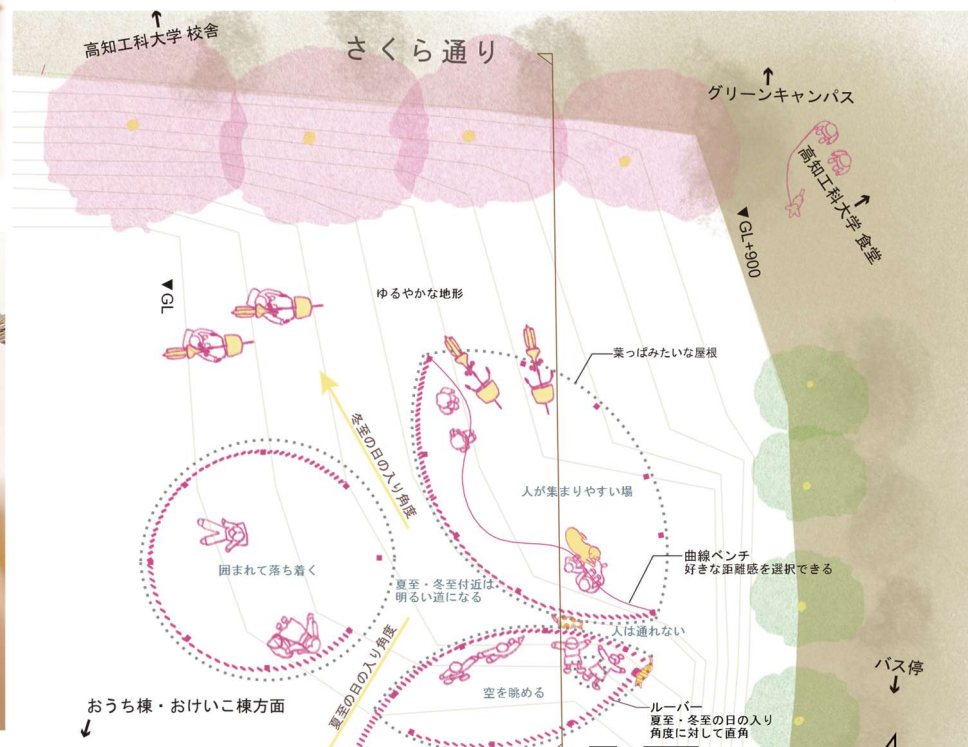 高知工科大学 校舎
さくら通り
グリーンキャンパス
高知工科大学 食堂
▼GL+900
▼GL
ゆるやかな地形
葉っぱみたいな屋根
冬至の日の入り角度
人が集まりやすい場
囲まれて落ち着く
曲線ベンチ
好きな距離感を選択できる
夏至・冬至付近は
明るい道になる
人は通れない
夏至の日の入り角度
空を眺める
バス停
おうち棟・おけいこ棟方面
ルーバー
夏至・冬至の日の入り
角度に対して直角